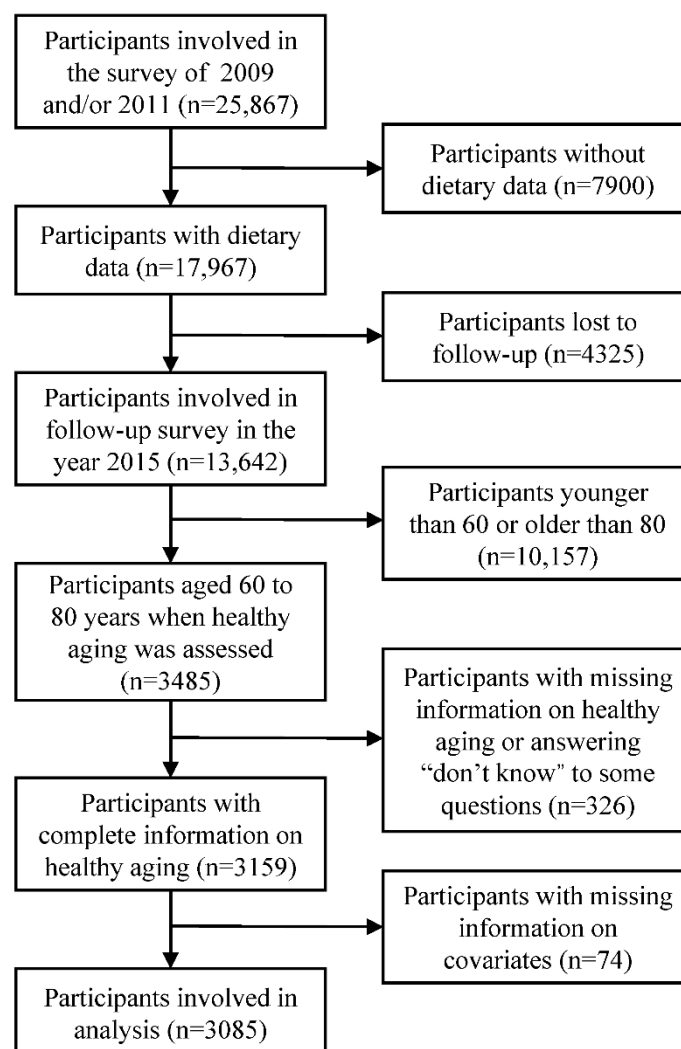 Participants involved in
the survey of 2009
and/or 2011 (n=25,867)
Participants without
dietary data (n=7900)
Participants with dietary
data (n=17,967)
Participants lost to
follow-up (n=4325)
Participants involved in
follow-up survey in the
year 2015 (n=13,642)
Participants younger
than 60 or older than 80
(n=10,157)
Participants aged 60 to
80 years when healthy
aging was assessed
(n=3485)
Participants with missing
information on healthy
aging or answering
“don’t know” to some
questions (n=326)
Participants with
complete information on
healthy aging (n=3159)
Participants with missing
information on
covariates (n=74)
Participants involved in
analysis (n=3085)